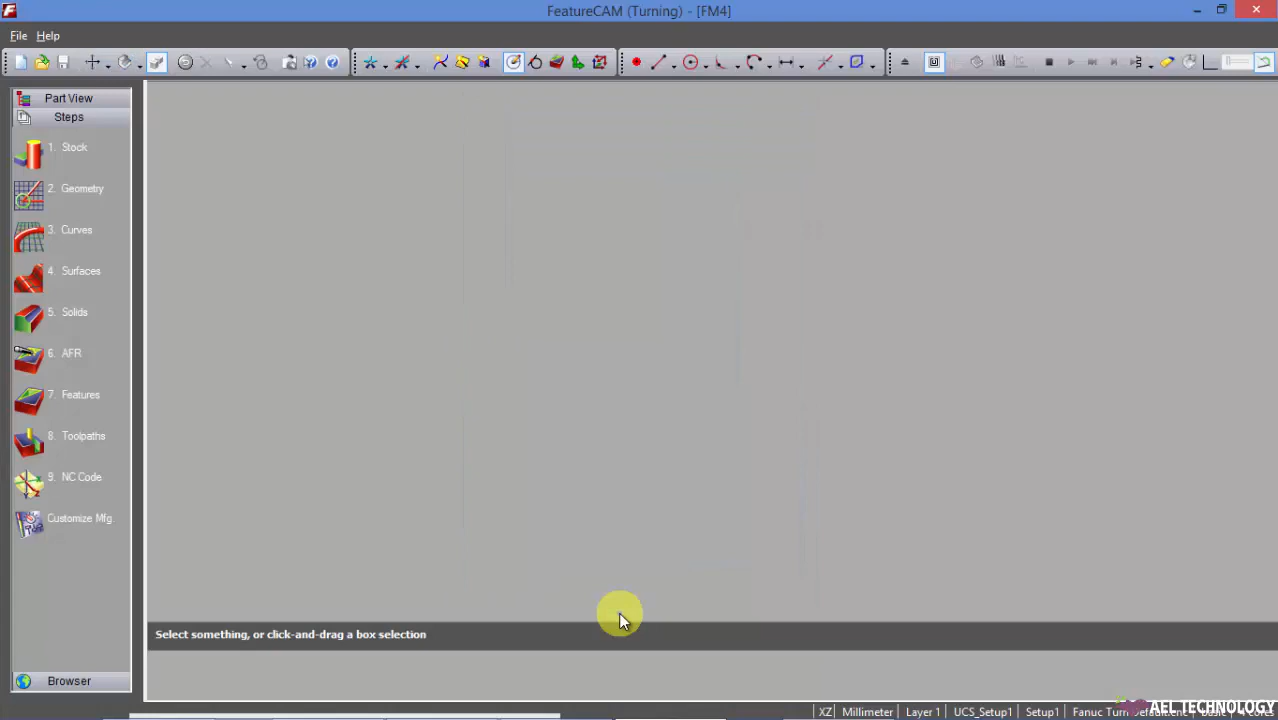 FeatureCAM (Turning) - [FM4]
File Help
Part View
Steps
1. Stock
2. Geometry
3. Curves
4. Surfaces
5. Solids
6. AFR
7. Features
8. Toolpaths
9. NC Code
Customize Mfg
Select something, or click-and-drag a box selection
Browser
AEL TECHNOLOGY
XZ Millimeter Layer 1 UCS_Setup1 Setup1 Fanuc Turn